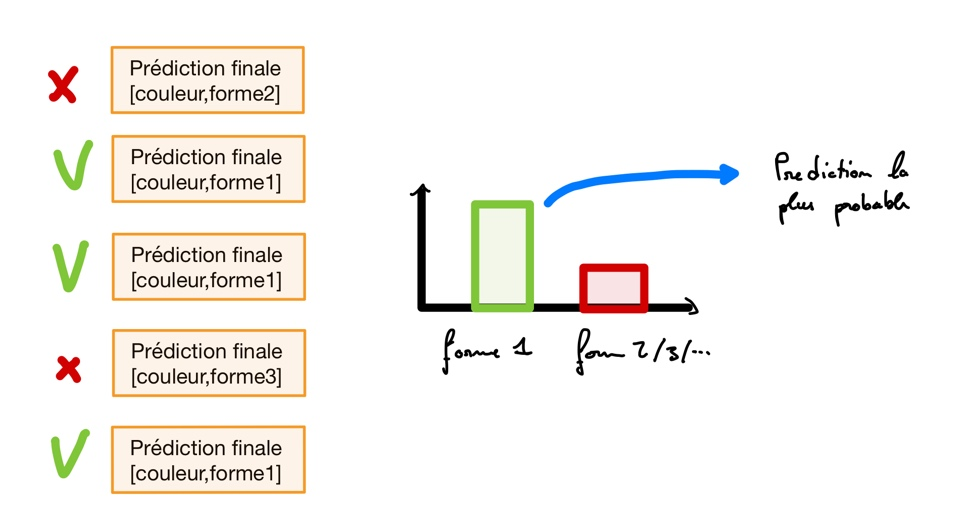 Prédiction finale
[couleur,forme2]
Prédiction finale
[couleur,forme1]
Prédiction finale
[couleur,forme1]
Prédiction finale
[couleur,forme3]
Prédiction finale
[couleur,forme1]
Prediction la
plus probable
forme 1
form 2/3/...